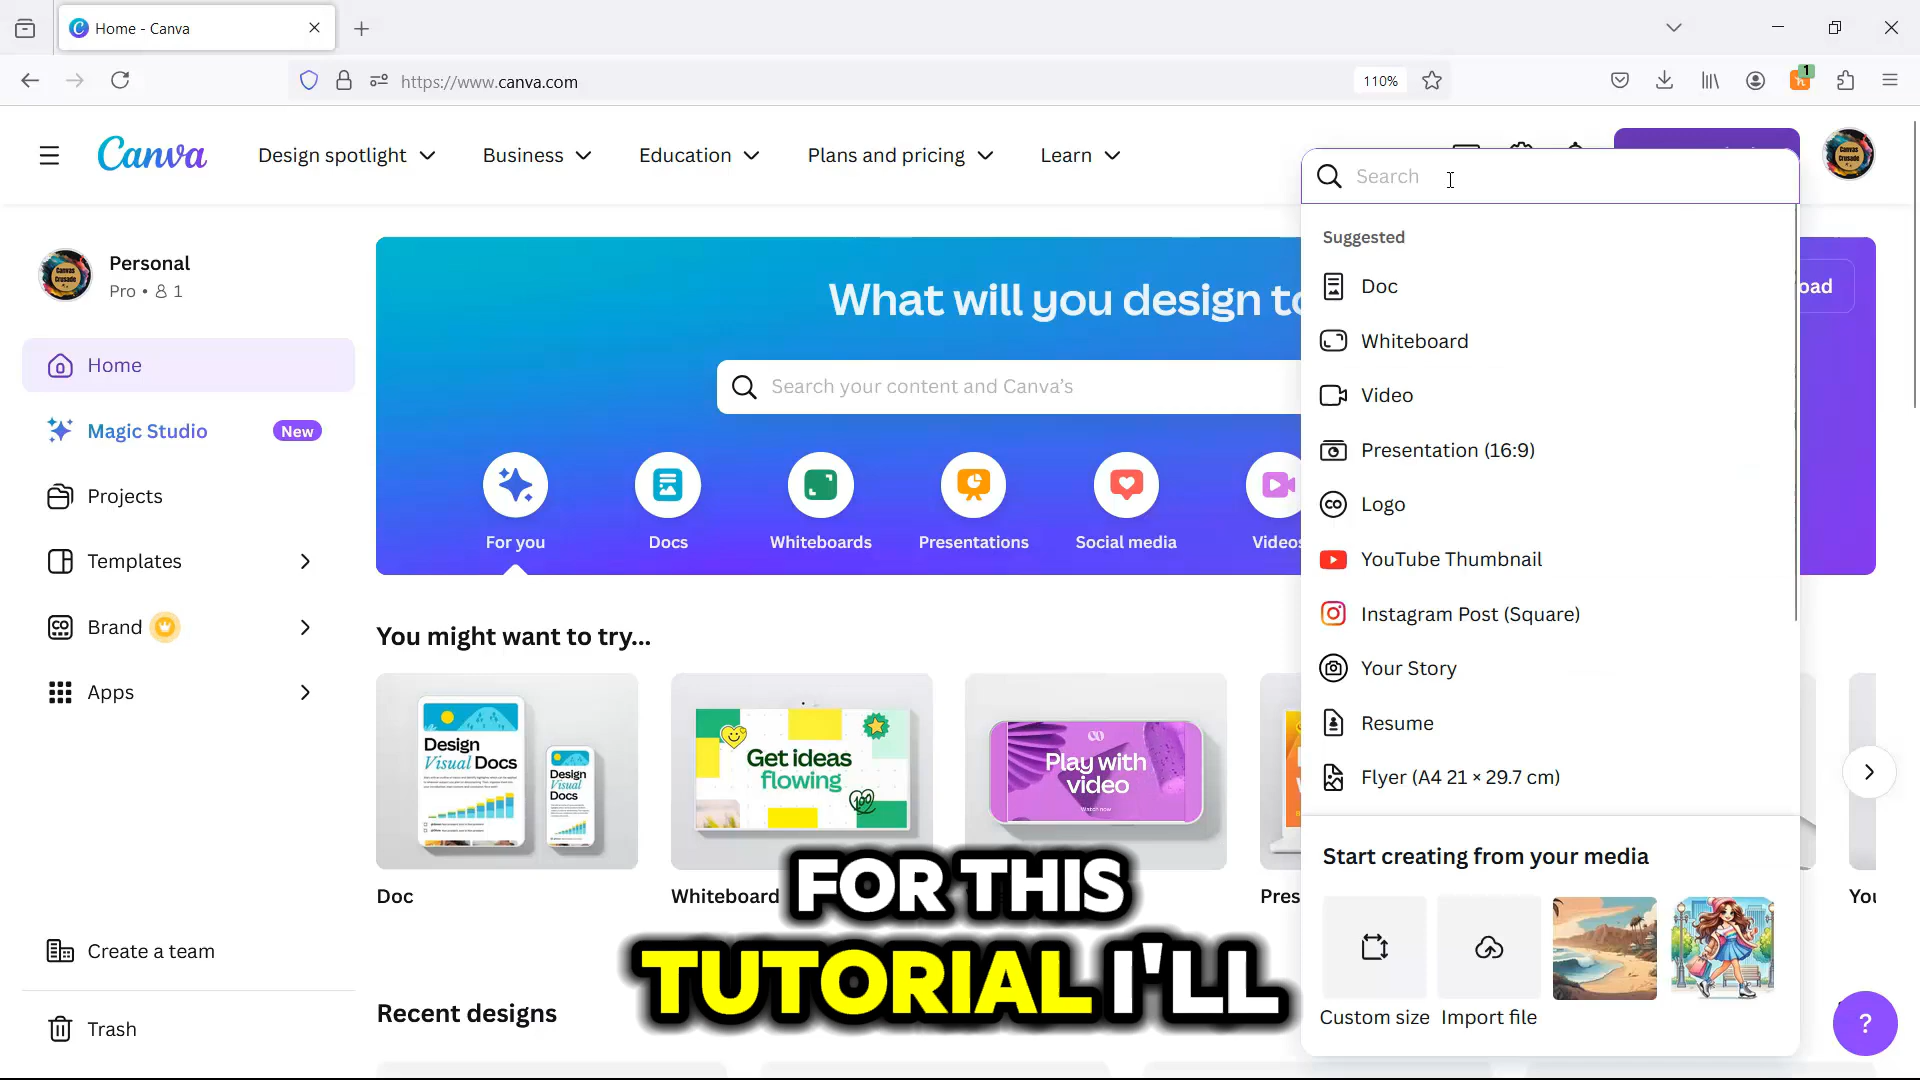 Home - Canva
https://www.canva.com
110%
1
Canva
Design spotlight
Business
Education
Plans and pricing
Learn
Search
Suggested
Doc
Whiteboard
Video
Presentation (16:9)
Logo
YouTube Thumbnail
Instagram Post (Square)
Your Story
Resume
Flyer (A4 21 × 29.7 cm)
Start creating from your media
Custom size
Import file
Personal
Pro • 1
Home
Magic Studio
New
Projects
Templates
Brand
Apps
Create a team
Trash
What will you design to
oad
Search your content and Canva's
For you
Docs
Whiteboards
Presentations
Social media
Videos
You might want to try...
Design
Visual Docs
Design
Visual
Docs
Get ideas
flowing
100
Play with
video
Watch now
Doc
Whiteboard
Pres
You
FOR THIS
TUTORIAL I'LL
Recent designs
?